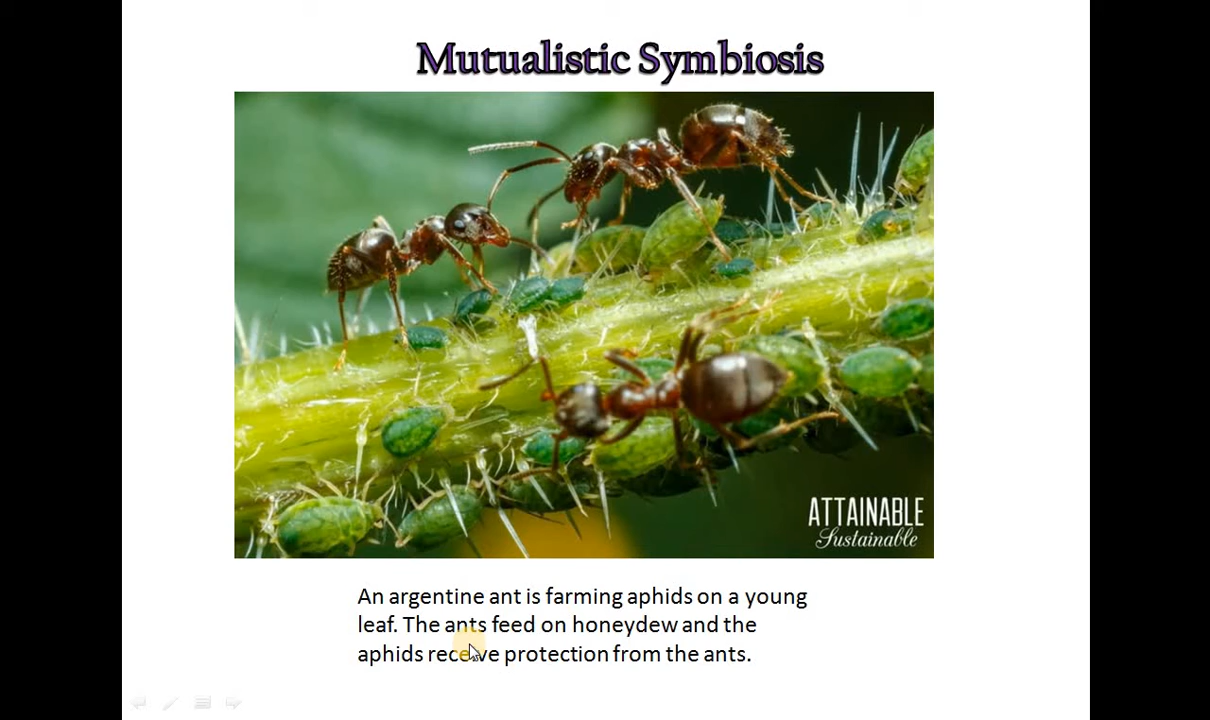 Mutualistic Symbiosis
ATTAINABLE
Sustainable
An argentine ant is farming aphids on a young
leaf. The ants feed on honeydew and the
aphids receive protection from the ants.